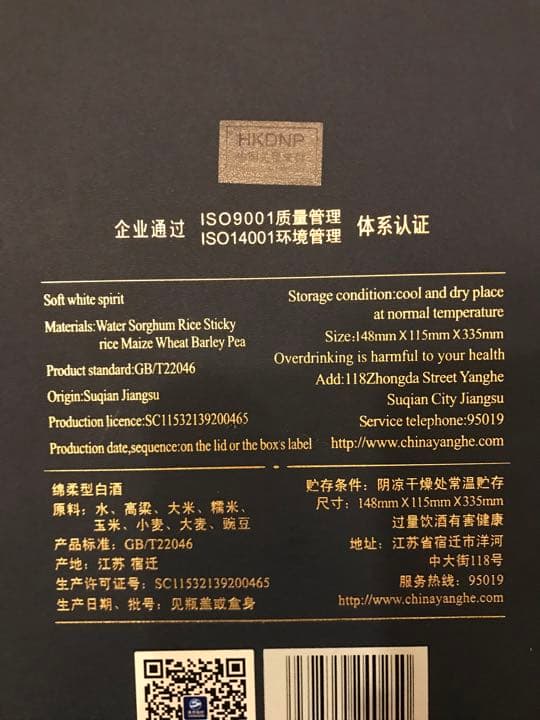 HKDNP
企业通过 ISO9001质量管理 体系认证
ISO14001环境管理
Soft white spirit
Materials:Water Sorghum Rice Sticky
rice Maize Wheat Barley Pea
Product standard:GB/T22046
Origin:Suqian Jiangsu
Production licence:SC11532139200465
Production date,sequence:on the lid or the box's label
Storage condition:cool and dry place
at normal temperature
Size:148mm X 115mm X 335mm
Overdrinking is harmful to your health
Add:118Zhongda Street Yanghe
Suqian City Jiangsu
Service telephone:95019
http://www.chinayanghe.com
绵柔型白酒
原料：水、高粱、大米、糯米、
玉米、小麦、大麦、豌豆
产品标准：GB/T22046
产地：江苏 宿迁
生产许可证号：SC11532139200465
生产日期、批号：见瓶盖或盒身
贮存条件：阴凉干燥处常温贮存
尺寸：148mm X 115mm X 335mm
过量饮酒有害健康
地址：江苏省宿迁市洋河
中大街118号
服务热线：95019
http://www.chinayanghe.com